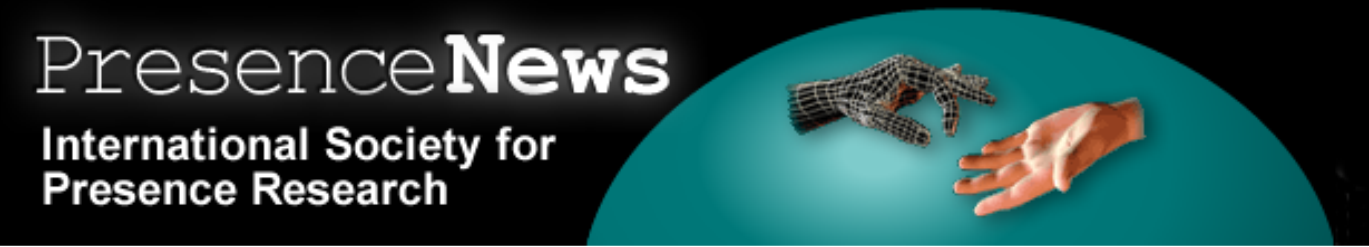 PresenceNews
International Society for
Presence Research